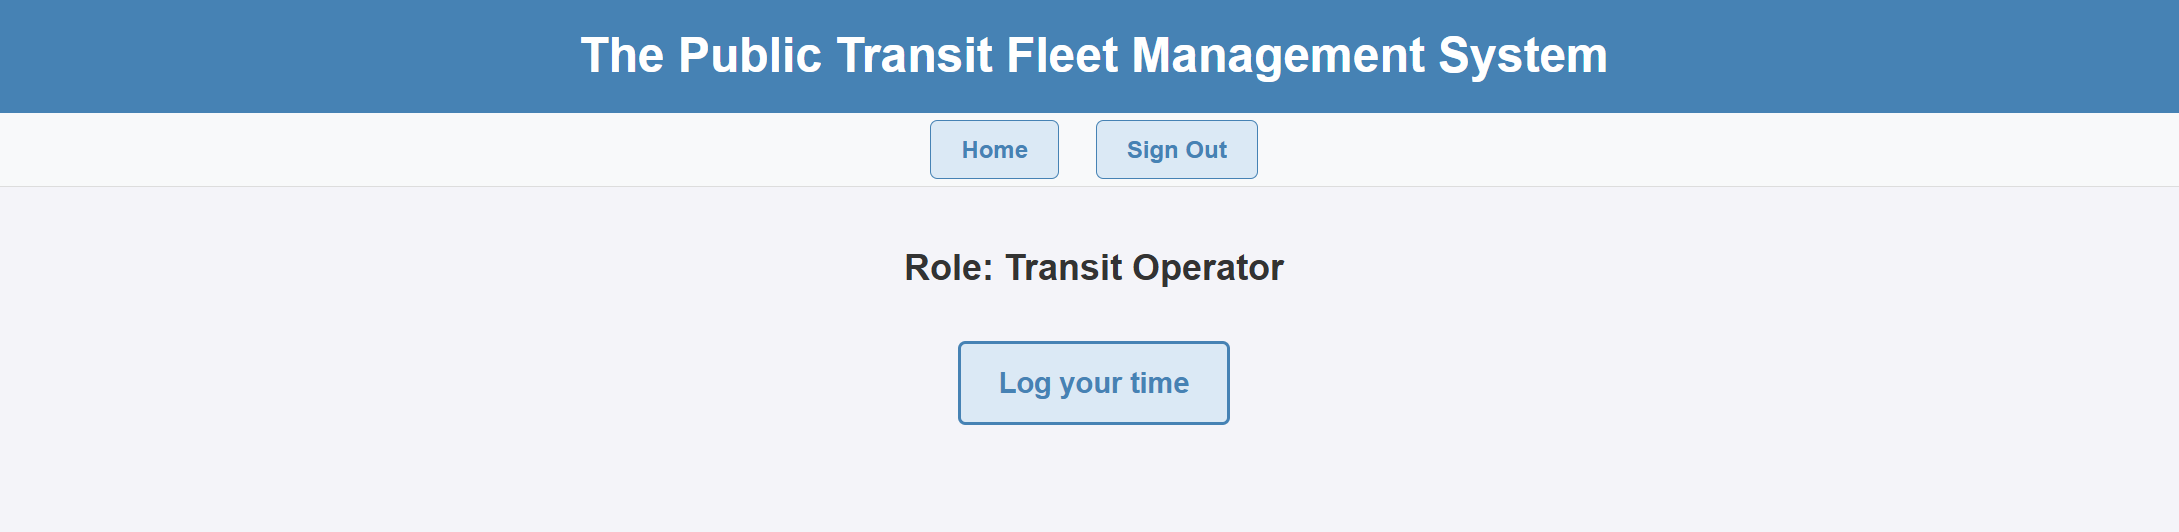 The Public Transit Fleet Management System
Home Sign Out
Role: Transit Operator
Log your time